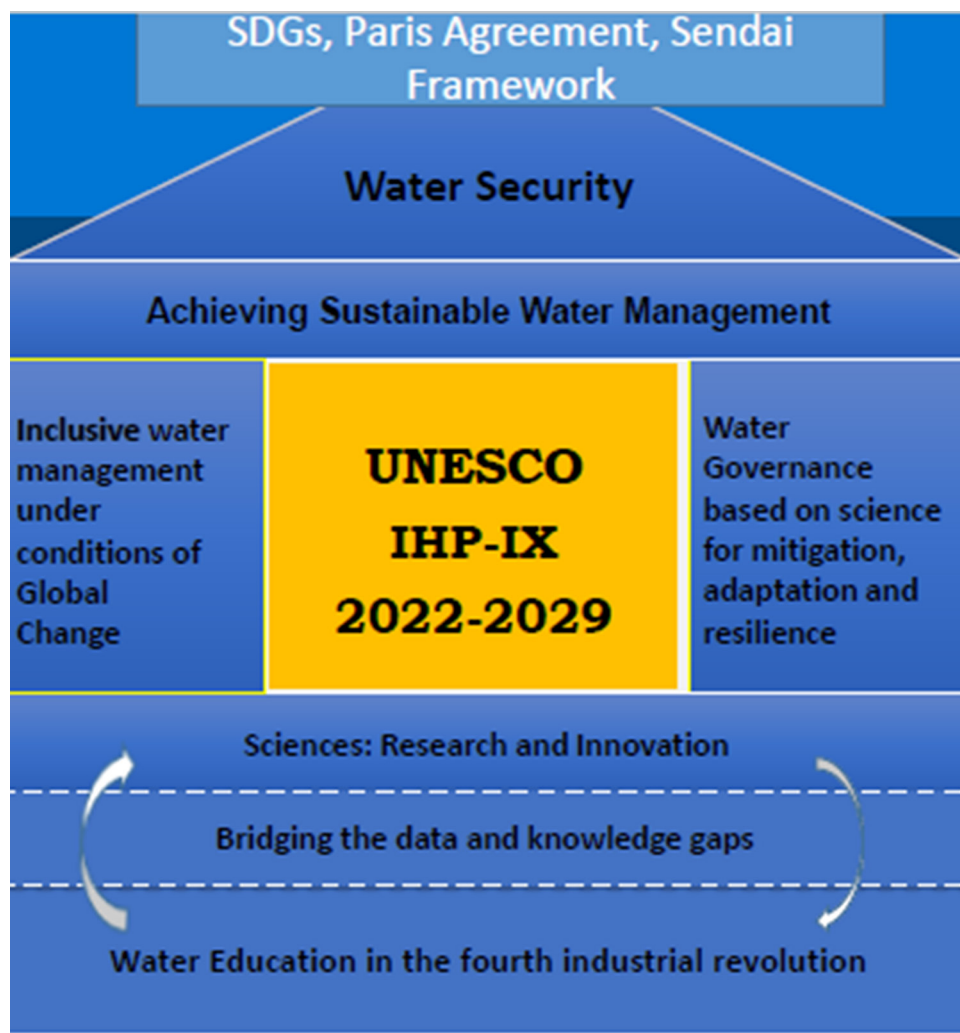 SDGs, Paris Agreement, Sendai
Framework
Water Security
Achieving Sustainable Water Management
Inclusive water
management
under
conditions of
Global
Change
UNESCO
IHP-IX
2022-2029
Water
Governance
based on science
for mitigation,
adaptation and
resilience
Sciences: Research and Innovation
Bridging the data and knowledge gaps
Water Education in the fourth industrial revolution